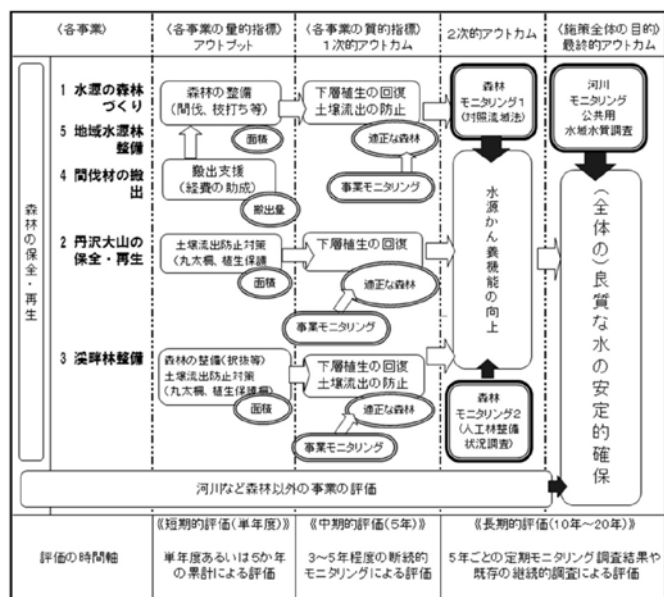 〈各事業〉
〈各事業の量的指標〉
アウトプット
〈各事業の質的指標〉
1次的アウトカム
2次的アウトカム
〈施策全体の目的〉
最終的アウトカム
森林の保全・再生
1 水源の森林
づくり
5 地域水源林
整備
4 間伐材の搬
出
2 丹沢大山の
保全・再生
3 渓畔林整備
森林の整備
(間伐、枝打ち等)
面積
搬出支援
(経費の助成)
搬出量
土壌流出防止対策
(丸太柵、植生保護
面積
森林の整備(択抜等)
土壌流出防止対策
(丸太柵、植生保護柵)
面積
下層植生の回復
土壌流出の防止
適正な森林
事業モニタリング
下層植生の回復
適正な森林
事業モニタリング
下層植生の回復
土壌流出の防止
適正な森林
事業モニタリング
森林
モニタリング1
(対照流域法)
水源かん養機能の向上
森林
モニタリング2
(人工林整備
状況調査)
河川
モニタリング
公共用
水域水質調査
(全体の)良質な水の安定的確保
河川など森林以外の事業の評価
評価の時間軸
《短期的評価(単年度)》
単年度あるいは5か年
の累計による評価
《中期的評価(5年)》
3～5年程度の断続的
モニタリングによる評価
《長期的評価(10年～20年)》
5年ごとの定期モニタリング調査結果や
既存の継続的調査による評価